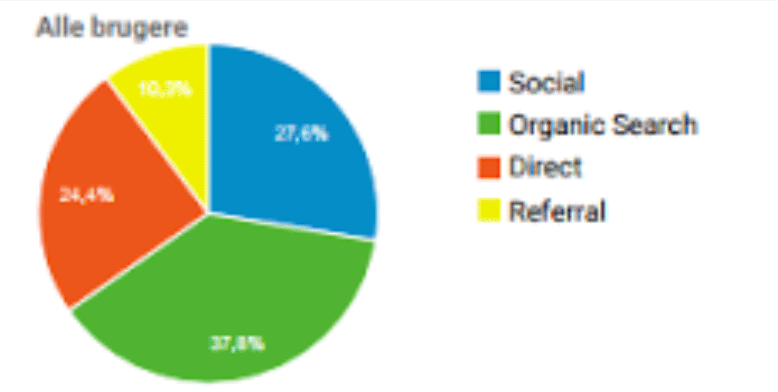 Alle brugere
10,3%
27,6%
24,4%
37,8%
Social
Organic Search
Direct
Referral